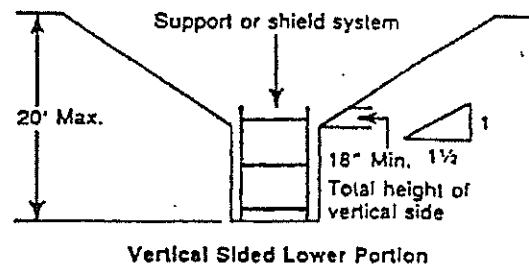 Support or shield system
20' Max.
18" Min.
Total height of
vertical side
1
1½
Vertical Sided Lower Portion